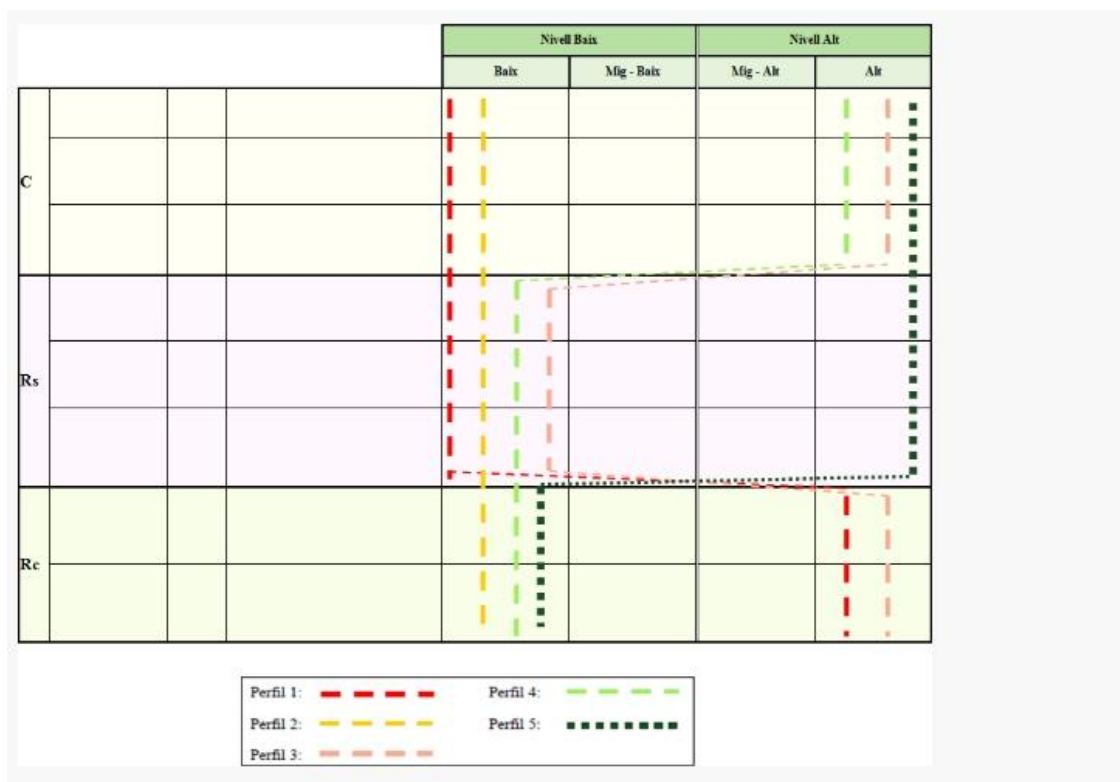 Nivell Baix Nivell Alt
Baix Mig - Baix Mig - Alt Alt
C
Rs
Rc
Perfil 1: Perfil 4:
Perfil 2: Perfil 5:
Perfil 3: